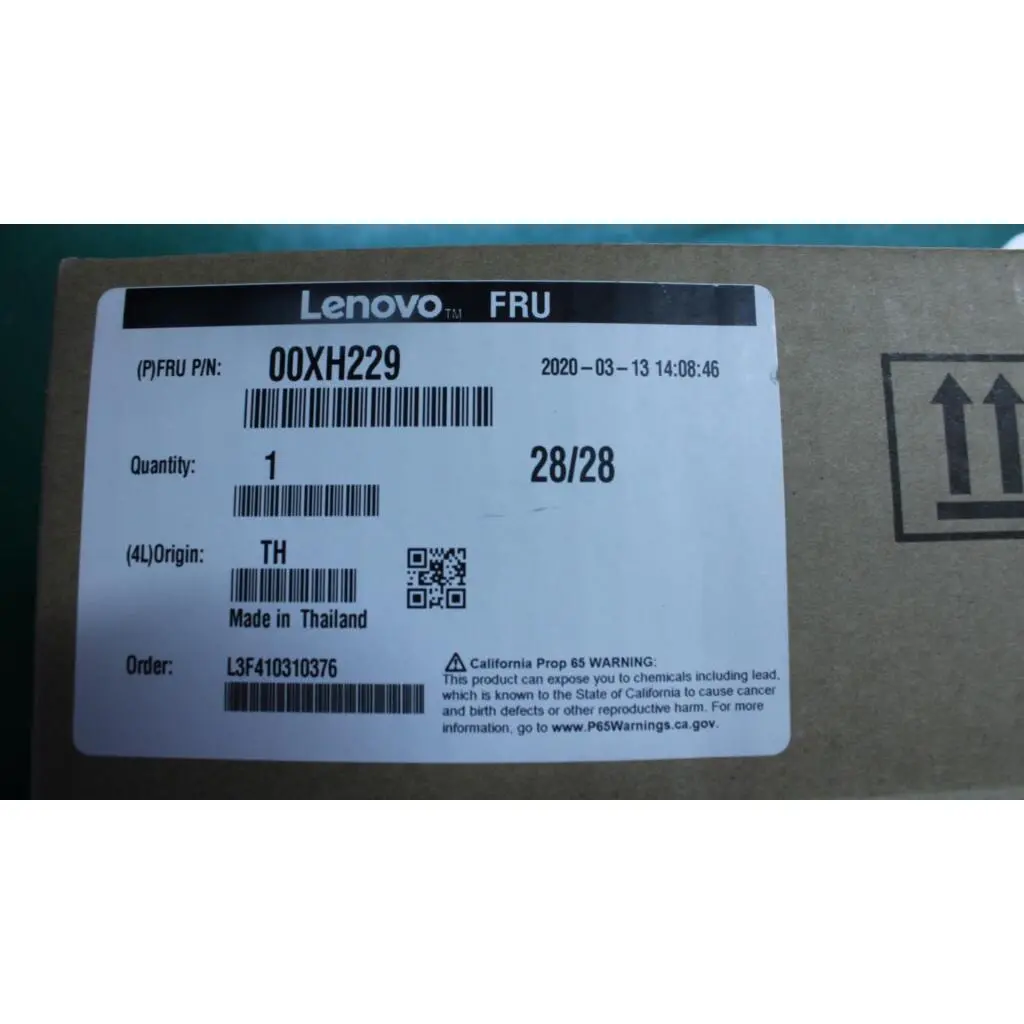 Lenovo™ FRU
(P)FRU P/N: 00XH229 2020-03-13 14:08:46
Quantity: 1 28/28
(4L)Origin: TH
Made in Thailand
Order: L3F410310376
⚠ California Prop 65 WARNING:
This product can expose you to chemicals including lead,
which is known to the State of California to cause cancer
and birth defects or other reproductive harm. For more
information, go to www.P65Warnings.ca.gov.